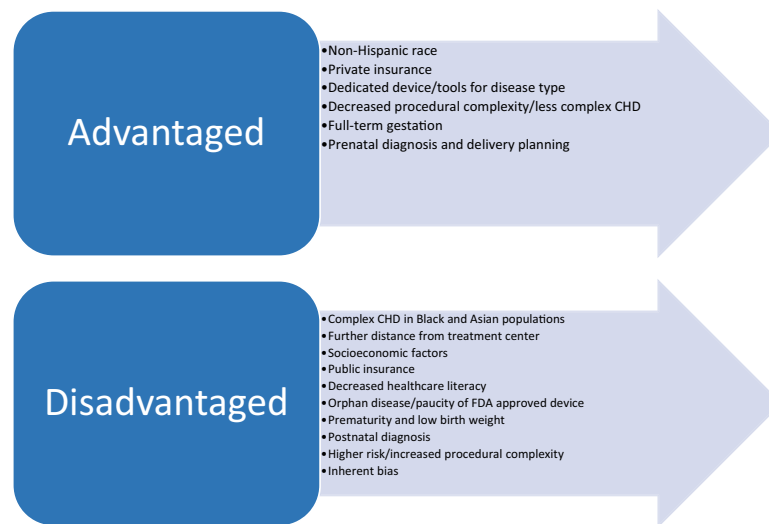 Advantaged
•Non-Hispanic race
•Private insurance
•Dedicated device/tools for disease type
•Decreased procedural complexity/less complex CHD
•Full-term gestation
•Prenatal diagnosis and delivery planning
Disadvantaged
•Complex CHD in Black and Asian populations
•Further distance from treatment center
•Socioeconomic factors
•Public insurance
•Decreased healthcare literacy
•Orphan disease/paucity of FDA approved device
•Prematurity and low birth weight
•Postnatal diagnosis
•Higher risk/increased procedural complexity
•Inherent bias